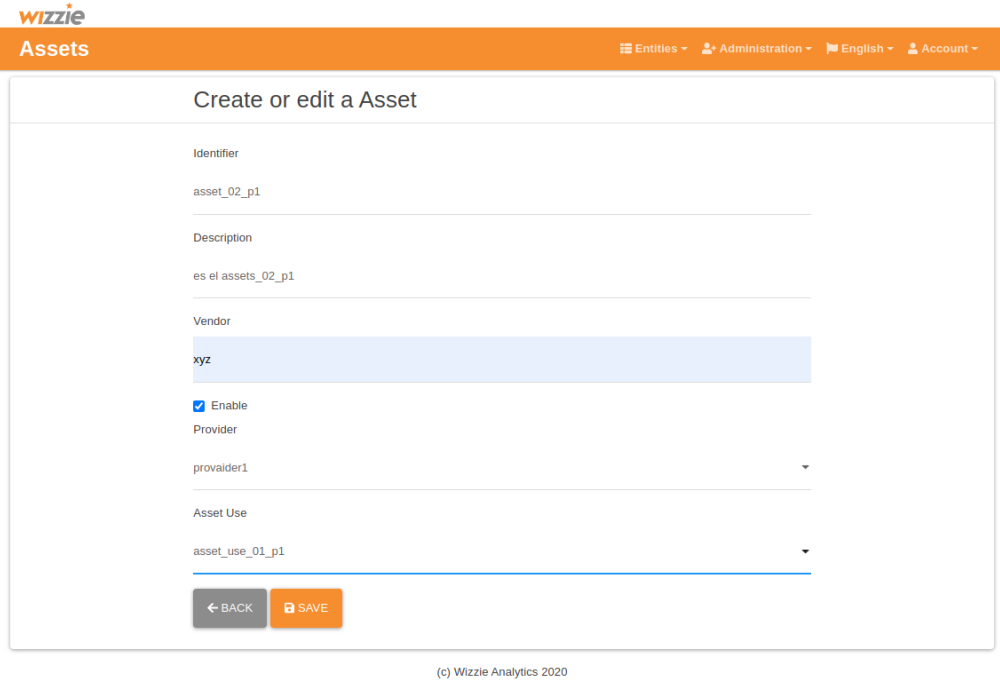 wizzie
Assets Entities Administration English Account
Create or edit a Asset
Identifier
asset_02_p1
Description
es el assets_02_p1
Vendor
xyz
Enable
Provider
provaider1
Asset Use
asset_use_01_p1
BACK SAVE
(c) Wizzie Analytics 2020